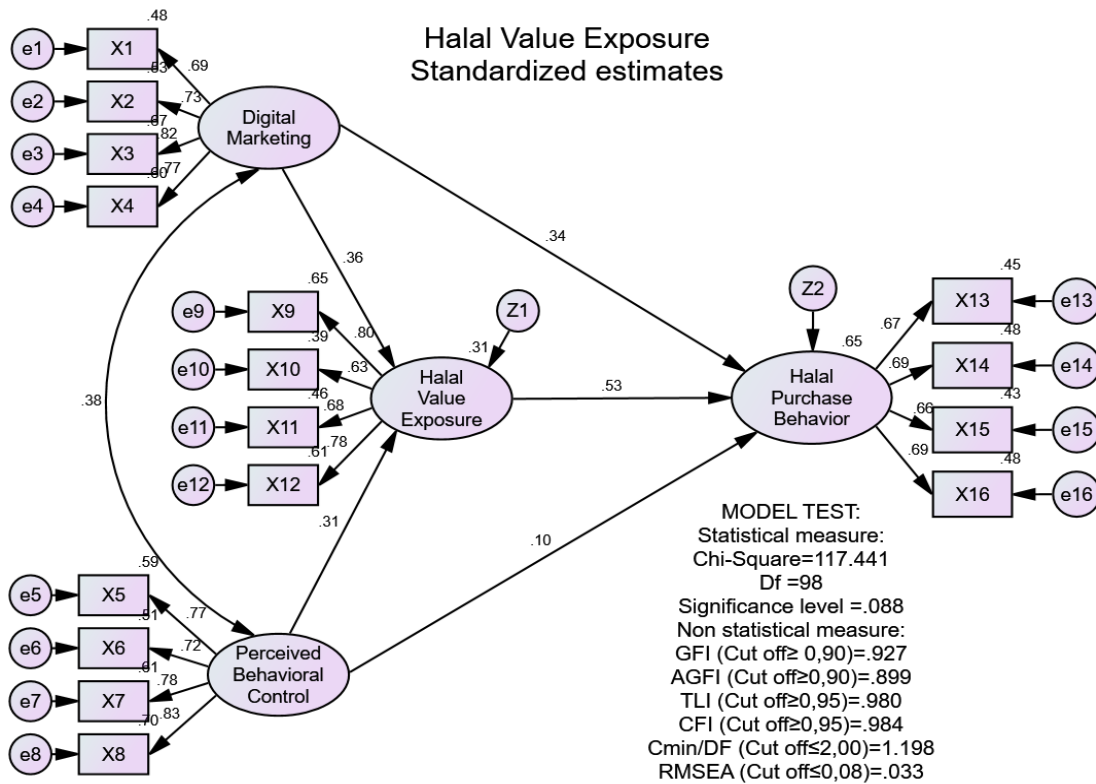 Halal Value Exposure
Standardized estimates
.48
e1
X1
.69
.53
e2
X2
.73
.67
e3
X3
.82
.60
e4
X4
.77
Digital
Marketing
.38
.36
.34
.65
e9
X9
.80
.39
e10
X10
.63
.46
e11
X11
.68
.61
e12
X12
.78
Z1
.31
Halal
Value
Exposure
.53
.31
.10
Z2
.65
Halal
Purchase
Behavior
.45
X13
e13
.67
.48
X14
e14
.69
.43
X15
e15
.66
.48
X16
e16
.69
.59
e5
X5
.77
.51
e6
X6
.72
.61
e7
X7
.78
.70
e8
X8
.83
Perceived
Behavioral
Control
MODEL TEST:
Statistical measure:
Chi-Square=117.441
Df =98
Significance level =.088
Non statistical measure:
GFI (Cut off≥ 0,90)=.927
AGFI (Cut off≥0,90)=.899
TLI (Cut off≥0,95)=.980
CFI (Cut off≥0,95)=.984
Cmin/DF (Cut off≤2,00)=1.198
RMSEA (Cut off≤0,08)=.033